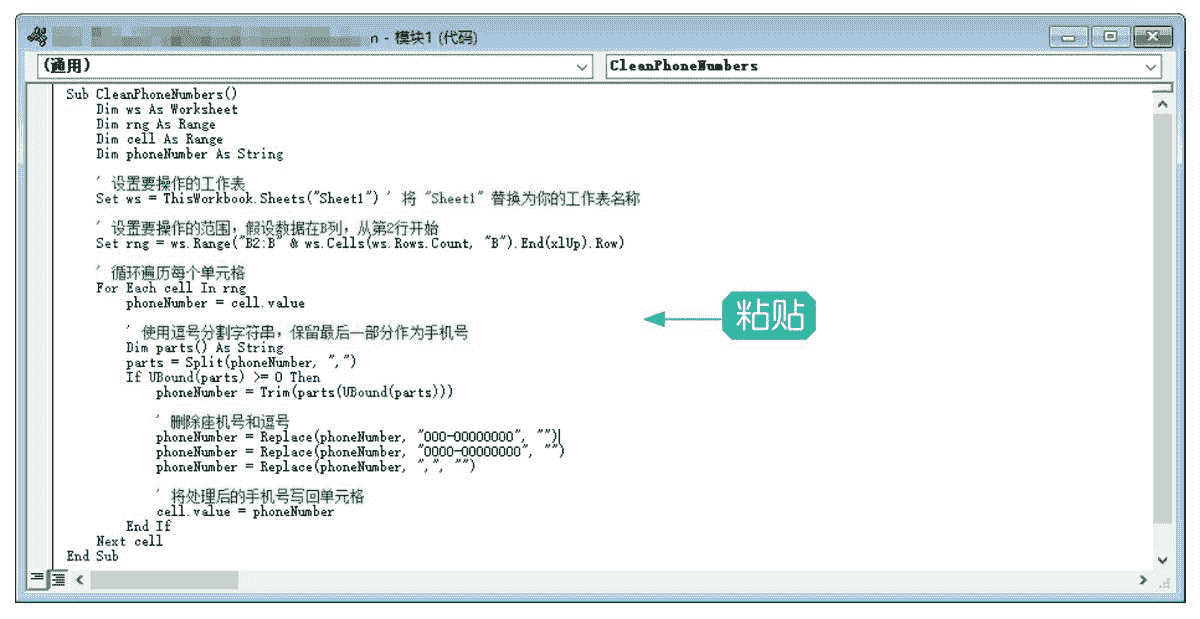 n - 模块1 (代码)
(通用)
CleanPhoneNumbers
Sub CleanPhoneNumbers()
Dim ws As Worksheet
Dim rng As Range
Dim cell As Range
Dim phoneNumber As String
' 设置要操作的工作表
Set ws = ThisWorkbook.Sheets("Sheet1") ' 将 "Sheet1" 替换为你的工作表名称
' 设置要操作的范围，假设数据在B列，从第2行开始
Set rng = ws.Range("B2:B" & ws.Cells(ws.Rows.Count, "B").End(xlUp).Row)
' 循环遍历每个单元格
For Each cell In rng
phoneNumber = cell.value
' 使用逗号分割字符串，保留最后一部分作为手机号
Dim parts() As String
parts = Split(phoneNumber, ",")
If UBound(parts) >= 0 Then
phoneNumber = Trim(parts(UBound(parts)))
' 删除座机号和逗号
phoneNumber = Replace(phoneNumber, "000-00000000", "")
phoneNumber = Replace(phoneNumber, "0000-00000000", "")
phoneNumber = Replace(phoneNumber, ",", "")
' 将处理后的手机号写回单元格
cell.value = phoneNumber
End If
Next cell
End Sub
粘贴